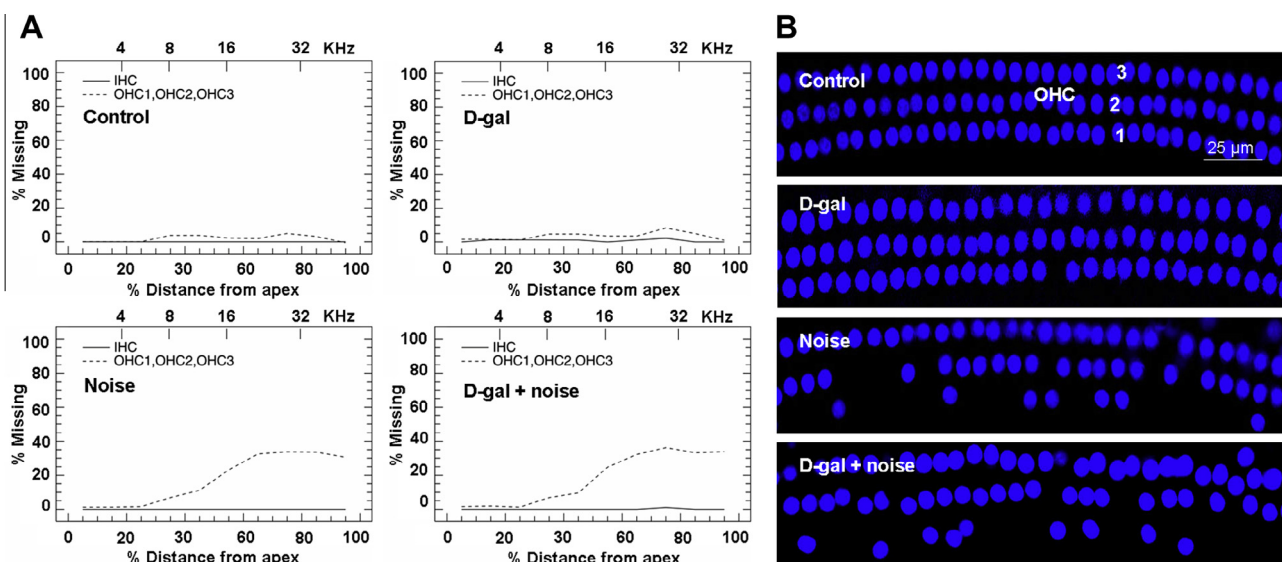 A
4 8 16 32 KHz
100
80
60
40
20
0
% Missing
IHC
OHC1,OHC2,OHC3
Control
0 20 30 60 80 100
% Distance from apex
4 8 16 32 KHz
100
80
60
40
20
0
% Missing
IHC
OHC1,OHC2,OHC3
D-gal
0 20 30 60 80 100
% Distance from apex
4 8 16 32 KHz
100
80
60
40
20
0
% Missing
IHC
OHC1,OHC2,OHC3
Noise
0 20 30 60 80 100
% Distance from apex
4 8 16 32 KHz
100
80
60
40
20
0
% Missing
IHC
OHC1,OHC2,OHC3
D-gal + noise
0 20 30 60 80 100
% Distance from apex
B
Control
3
OHC
2
1
25 µm
D-gal
Noise
D-gal + noise